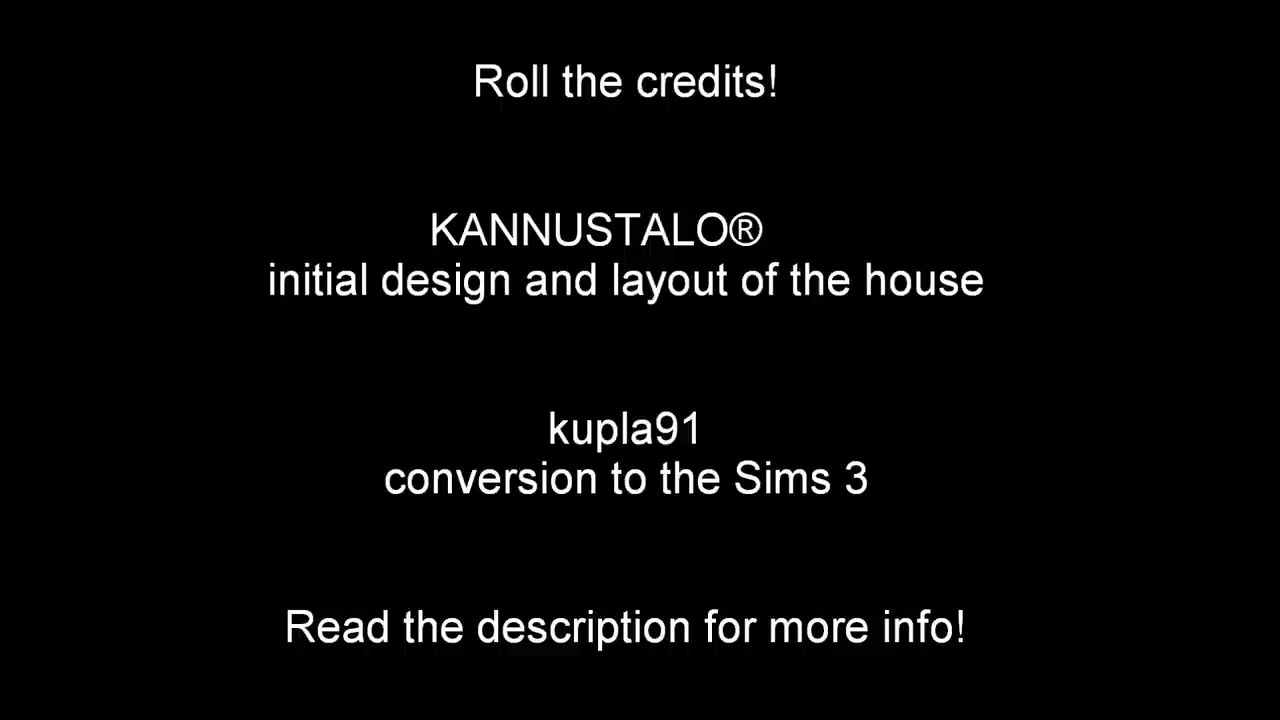 Roll the credits!
KANNUSTALO®
initial design and layout of the house
kupla91
conversion to the Sims 3
Read the description for more info!